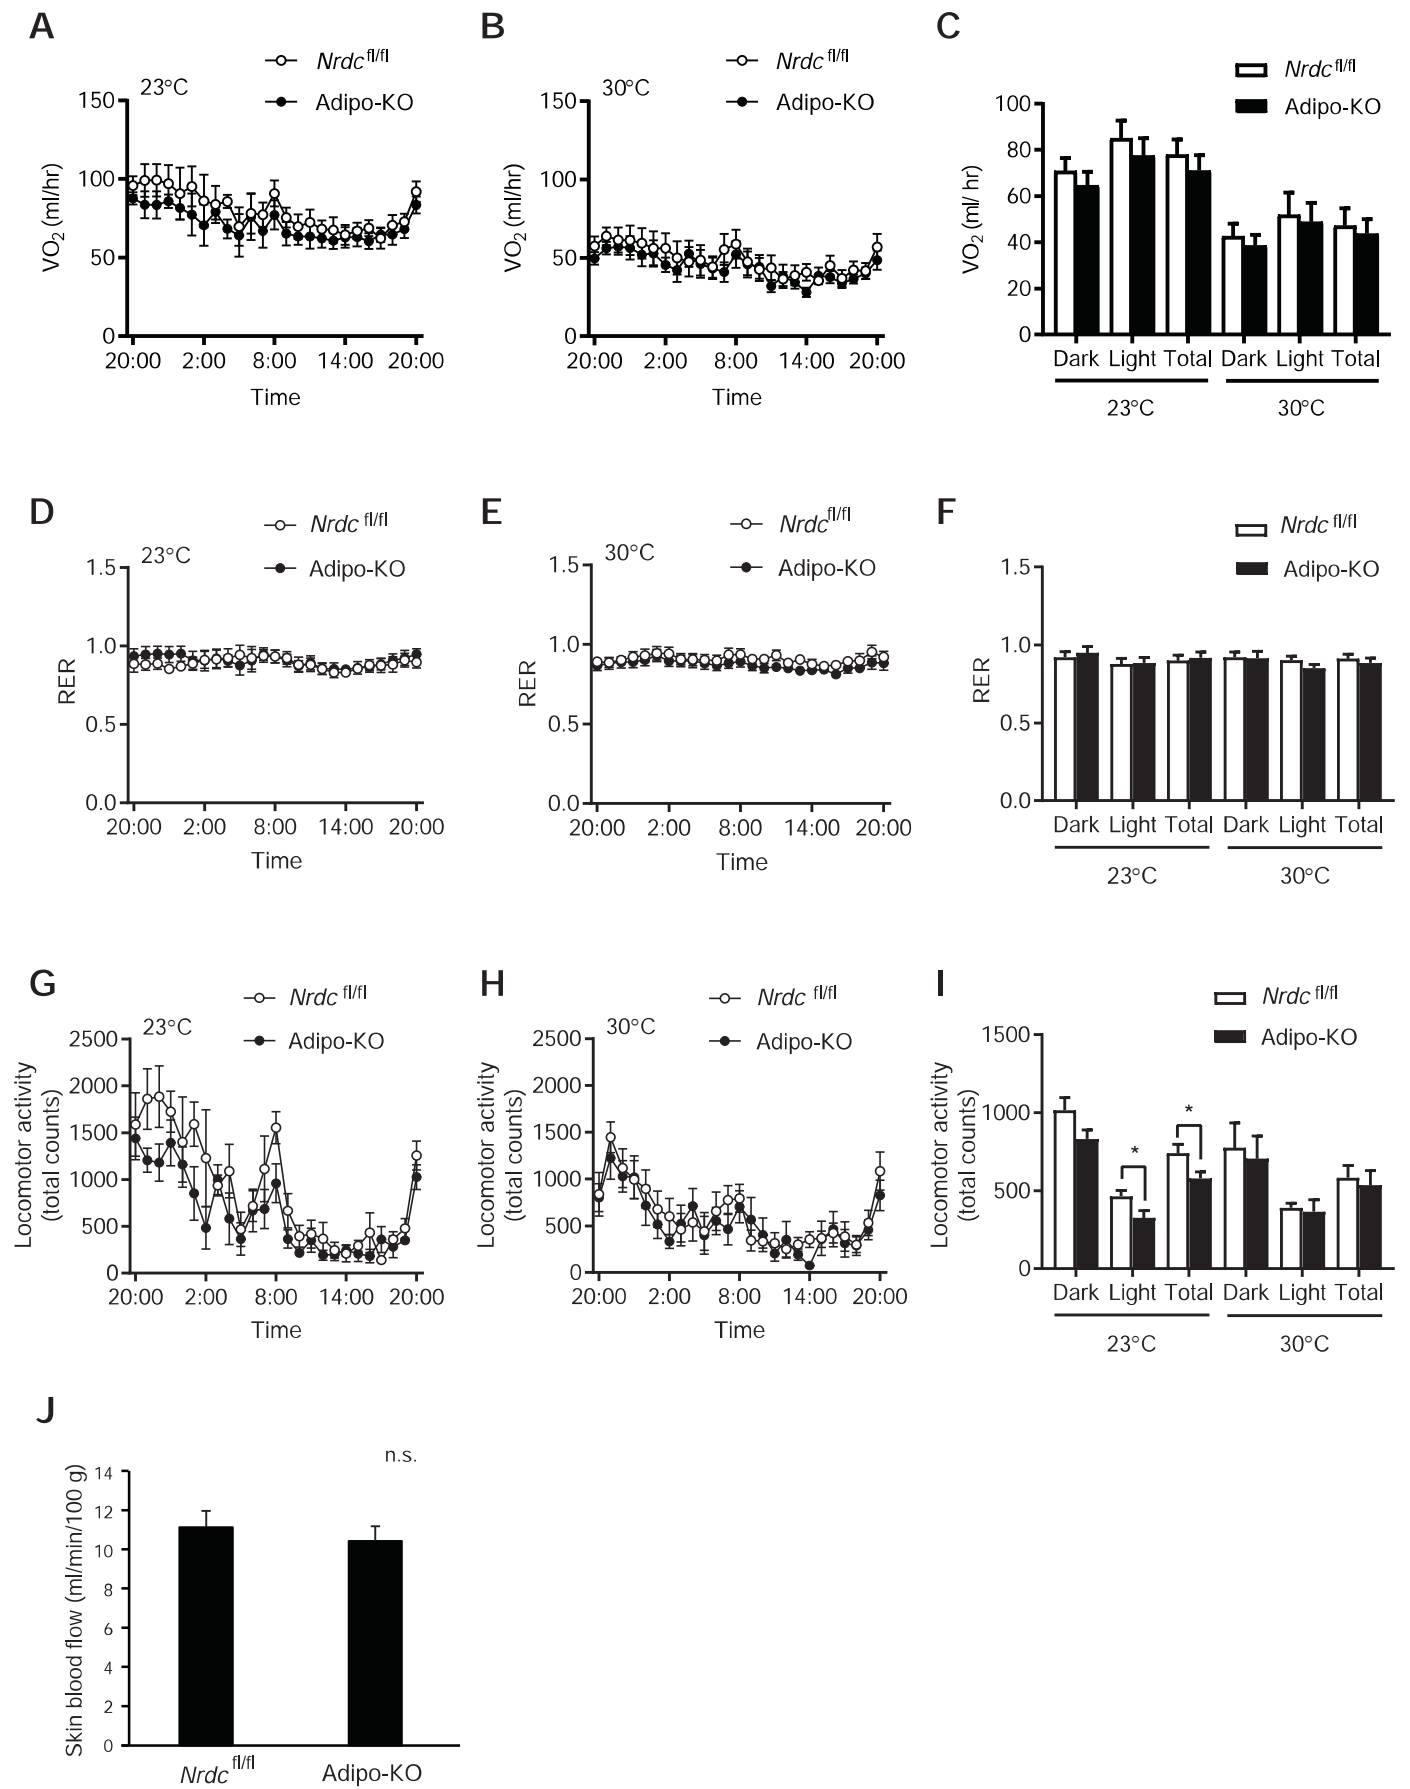 A
Nrdc fl/fl
Adipo-KO
23°C
150
100
50
0
VO2 (ml/hr)
20:00 2:00 8:00 14:00 20:00
Time
B
Nrdc fl/fl
Adipo-KO
30°C
150
100
50
0
VO2 (ml/hr)
20:00 2:00 8:00 14:00 20:00
Time
C
Nrdc fl/fl
Adipo-KO
100
80
60
40
20
0
VO2 (ml/ hr)
Dark Light Total Dark Light Total
23°C 30°C
D
Nrdc fl/fl
Adipo-KO
23°C
1.5
1.0
0.5
0.0
RER
20:00 2:00 8:00 14:00 20:00
Time
E
Nrdc fl/fl
Adipo-KO
30°C
1.5
1.0
0.5
0.0
RER
20:00 2:00 8:00 14:00 20:00
Time
F
Nrdc fl/fl
Adipo-KO
1.5
1.0
0.5
0.0
RER
Dark Light Total Dark Light Total
23°C 30°C
G
Nrdc fl/fl
Adipo-KO
23°C
2500
2000
1500
1000
500
0
Locomotor activity
(total counts)
20:00 2:00 8:00 14:00 20:00
Time
H
Nrdc fl/fl
Adipo-KO
30°C
2500
2000
1500
1000
500
0
Locomotor activity
(total counts)
20:00 2:00 8:00 14:00 20:00
Time
I
Nrdc fl/fl
Adipo-KO
1500
1000
500
0
Locomotor activity
(total counts)
*
*
Dark Light Total Dark Light Total
23°C 30°C
J
n.s.
14
12
10
8
6
4
2
0
Skin blood flow (ml/min/100 g)
Nrdc fl/fl Adipo-KO